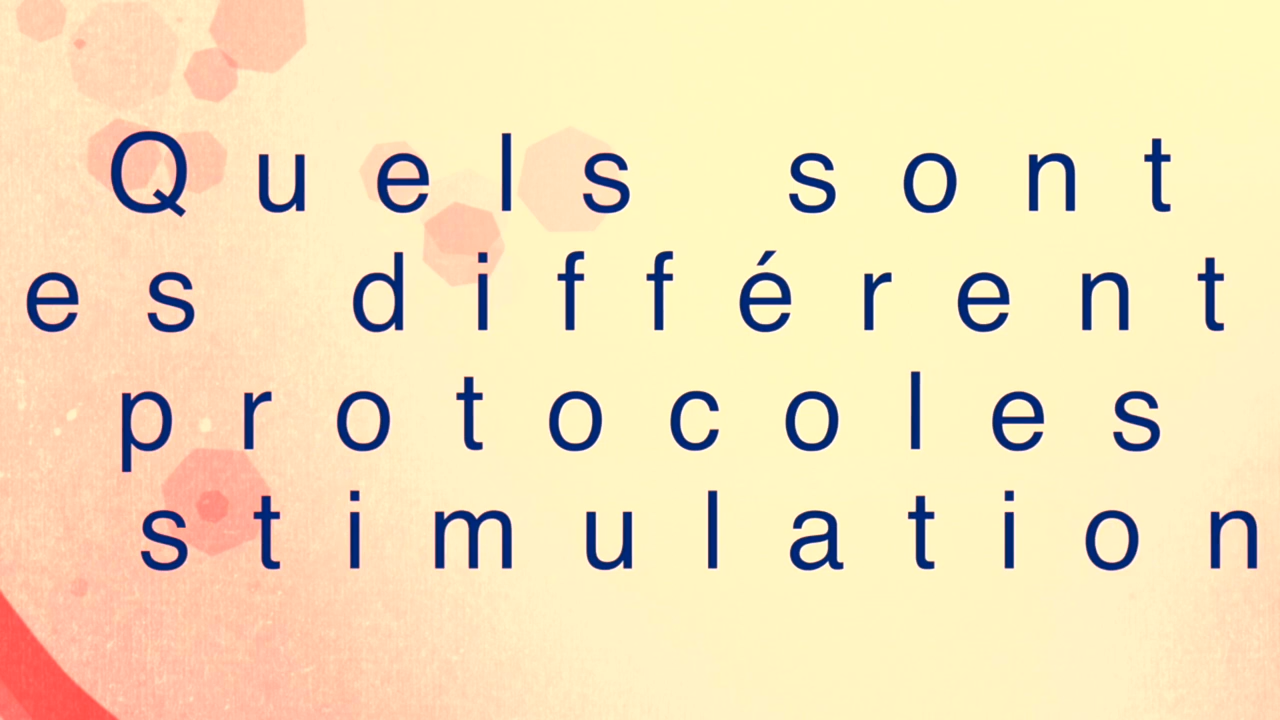 Quels sont
es différent
protocoles
stimulation